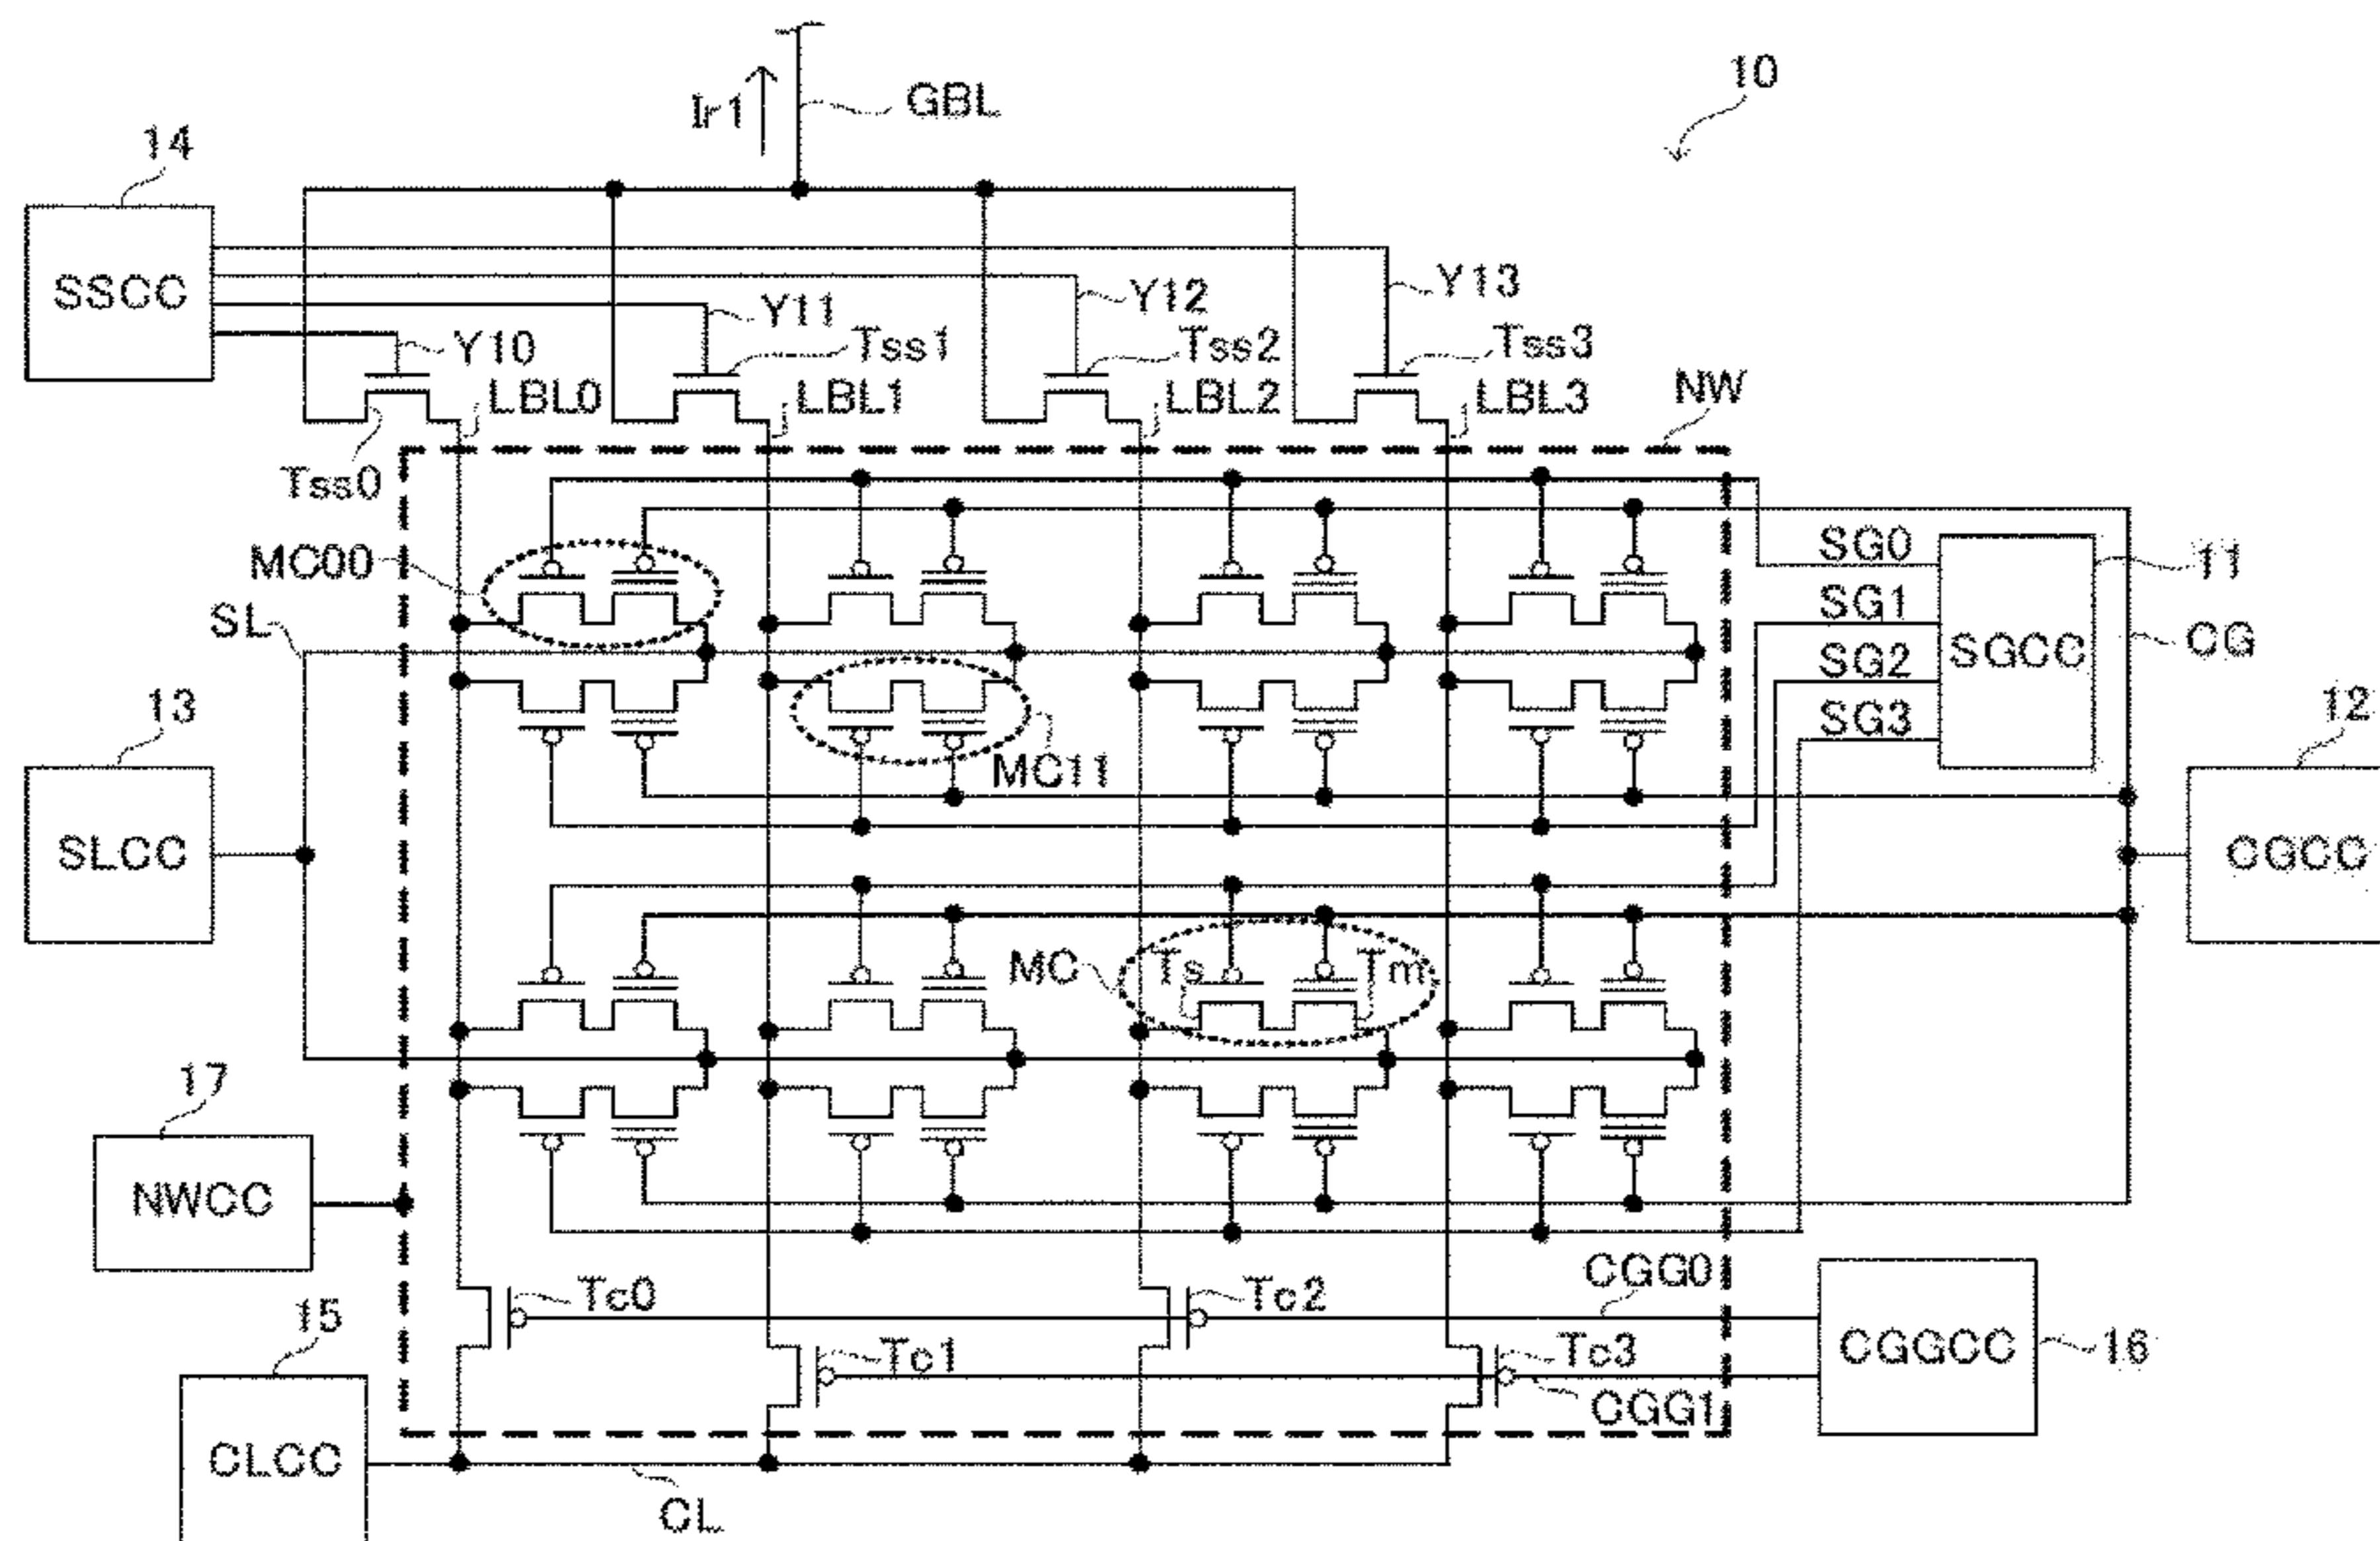 10
Ir1
GBL
14
SSCC
Y10
Y11
Y12
Y13
Tss0
Tss1
Tss2
Tss3
LBL0
LBL1
LBL2
LBL3
NW
MC00
SL
SG0
SG1
SG2
SG3
SGCC
11
CG
13
SLCC
MC11
12
CGCC
MC
Ts
Tm
17
NWCC
15
CLCC
Tc0
Tc1
Tc2
Tc3
CGG0
CGG1
CGGCC
16
CL